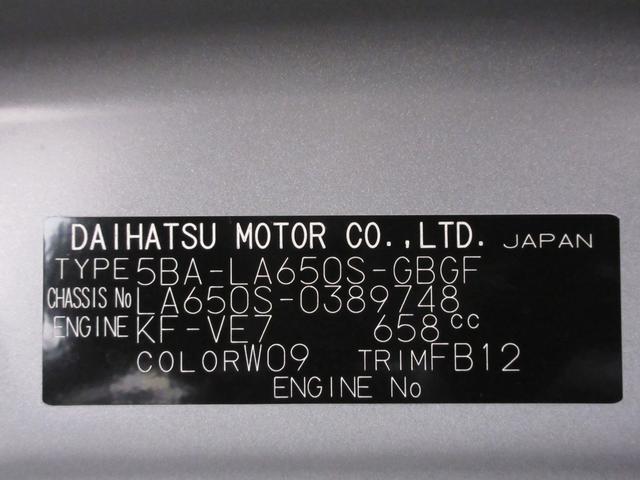 DAIHATSU MOTOR CO.,LTD. JAPAN
TYPE 5BA-LA650S-GBGF
CHASSIS No LA650S-0389748
ENGINE KF-VE7 658cc
COLOR W09 TRIM FB12
ENGINE No